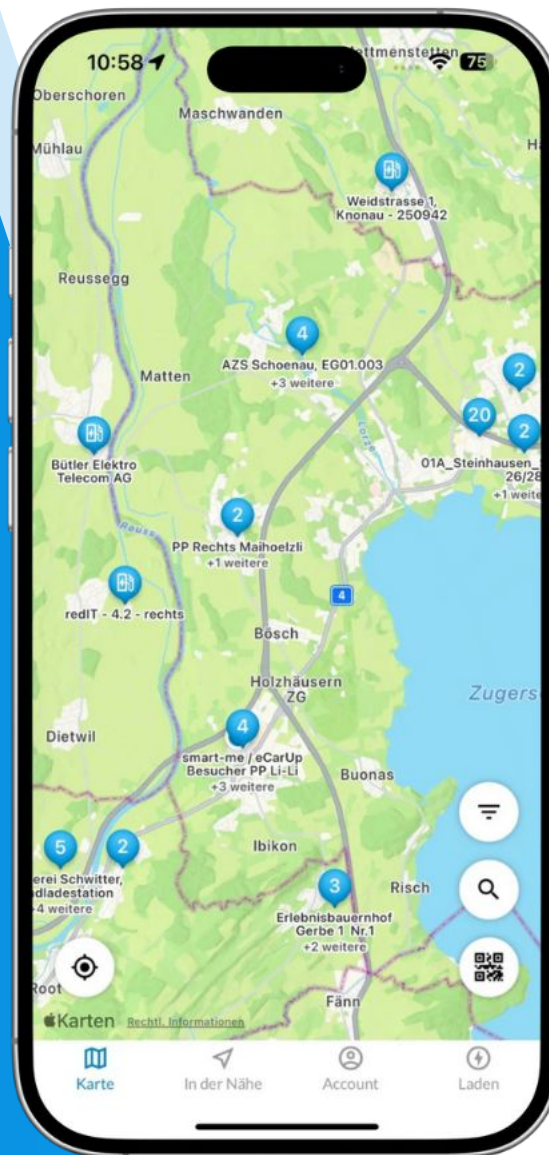 10:58
ettmenstetten
75
Oberschoren
Maschwanden
Mühlau
Ha
Weidstrasse 1,
Knonau - 250942
Reussegg
4
AZS Schoenau, EG01.003
+3 weitere
Matten
2
20
2
Lorze
Bütler Elektro
Telecom AG
01A_Steinhausen_
26/28
+1 weite
2
PP Rechts Maihoelzli
+1 weitere
Reuss
redIT - 4.2 - rechts
4
Bösch
Holzhäusern
ZG
Zugers
Dietwil
4
smart-me / eCarUp
Besucher PP Li-Li
+3 weitere
Buonas
5
2
Ibikon
erei Schwitter,
dladestation
+4 weitere
3
Risch
Erlebnisbauernhof
Gerbe 1 Nr.1
+2 weitere
Root
Fänn
Karten
Rechtl. Informationen
Karte
In der Nähe
Account
Laden